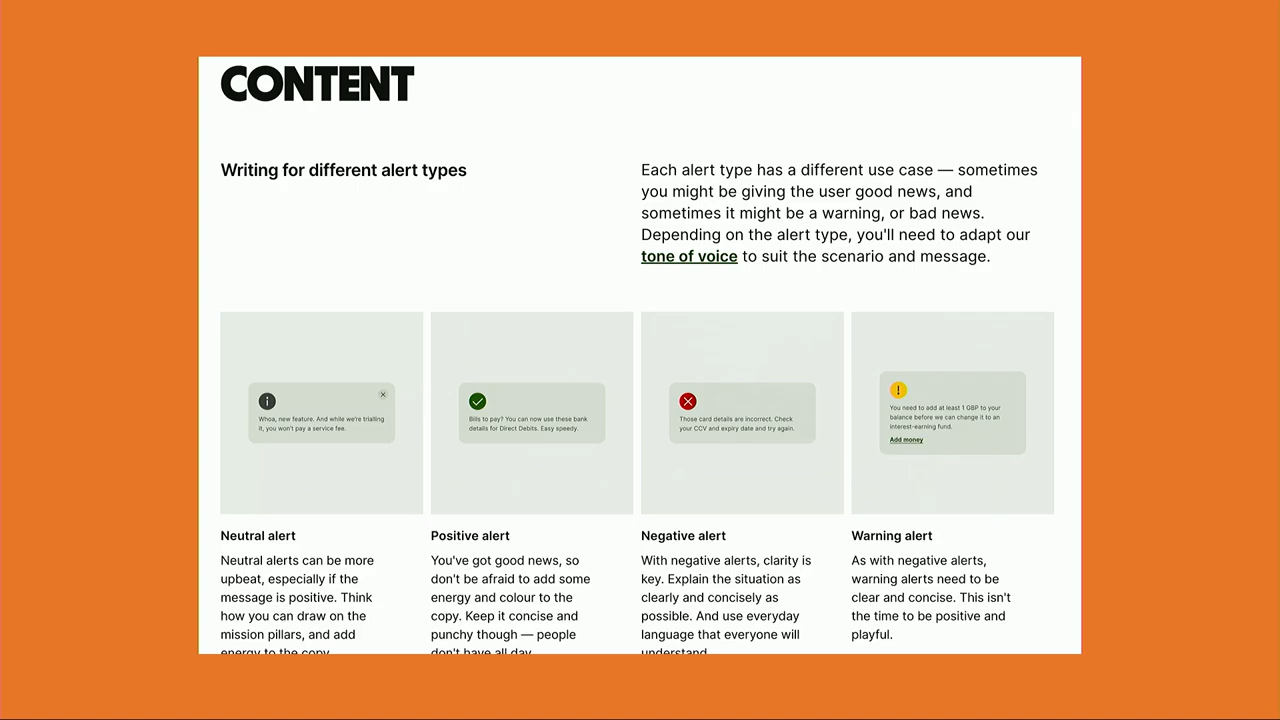 CONTENT
Writing for different alert types
Each alert type has a different use case — sometimes
you might be giving the user good news, and
sometimes it might be a warning, or bad news.
Depending on the alert type, you'll need to adapt our
tone of voice to suit the scenario and message.
Whoa, new feature. And while we're trialling
it, you won't pay a service fee.
Bills to pay? You can now use these bank
details for Direct Debits. Easy speedy.
Those card details are incorrect. Check
your CCV and expiry date and try again.
You need to add at least 1 GBP to your
balance before we can change it to an
interest-earning fund.
Add money
Neutral alert
Neutral alerts can be more
upbeat, especially if the
message is positive. Think
how you can draw on the
mission pillars, and add
energy to the copy.
Positive alert
You've got good news, so
don't be afraid to add some
energy and colour to the
copy. Keep it concise and
punchy though — people
don't have all day.
Negative alert
With negative alerts, clarity is
key. Explain the situation as
clearly and concisely as
possible. And use everyday
language that everyone will
understand.
Warning alert
As with negative alerts,
warning alerts need to be
clear and concise. This isn't
the time to be positive and
playful.